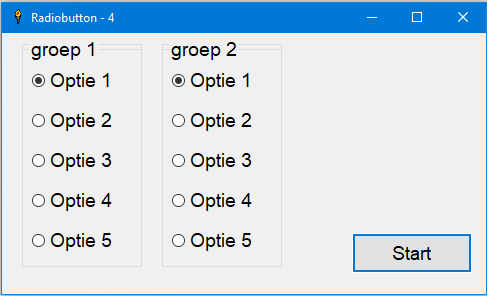 Radiobutton - 4
groep 1
Optie 1
Optie 2
Optie 3
Optie 4
Optie 5
groep 2
Optie 1
Optie 2
Optie 3
Optie 4
Optie 5
Start